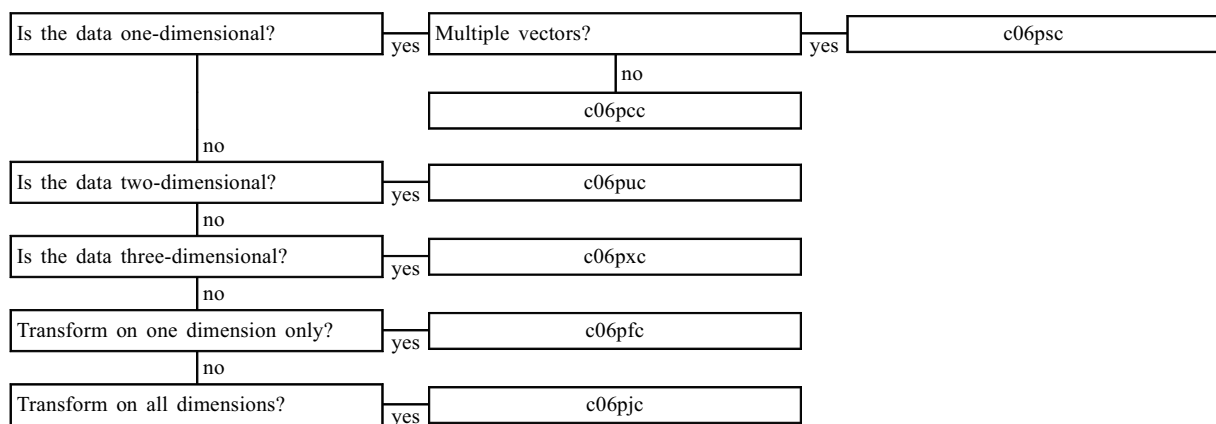 Is the data one-dimensional?
yes
Multiple vectors?
yes
c06psc
no
c06pcc
no
Is the data two-dimensional?
yes
c06puc
no
Is the data three-dimensional?
yes
c06pxc
no
Transform on one dimension only?
yes
c06pfc
no
Transform on all dimensions?
yes
c06pjc